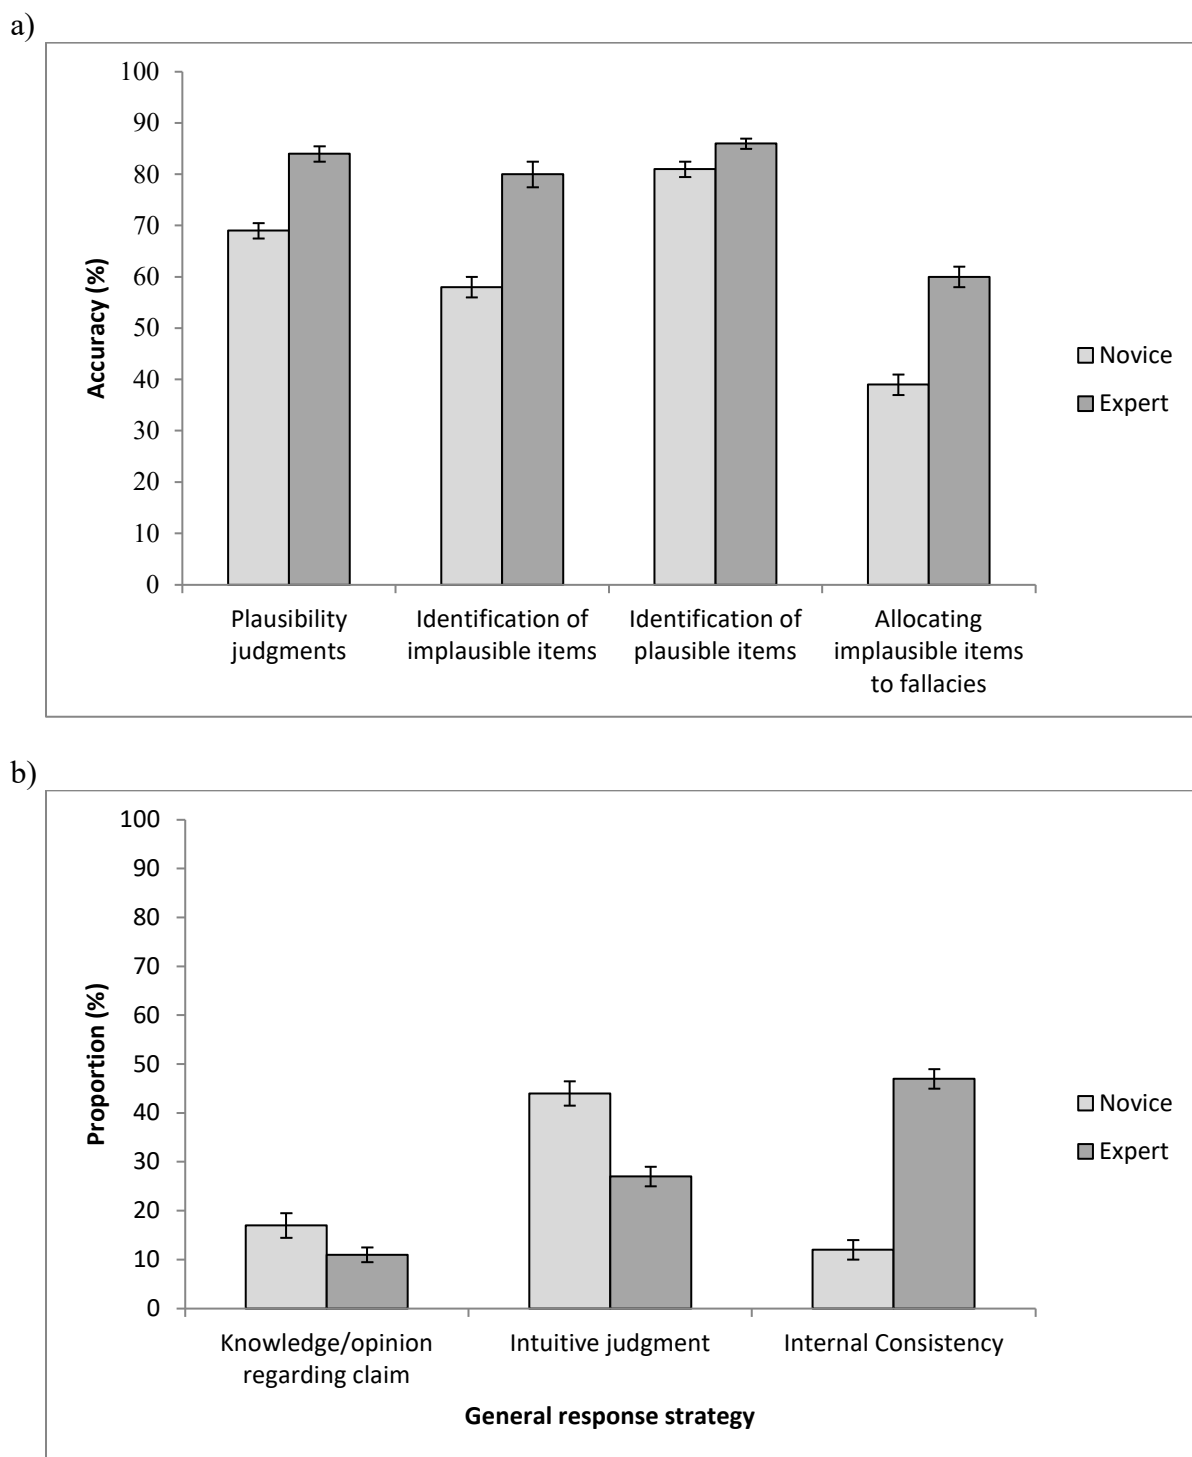 a)
100
90
80
70
60
50
40
30
20
10
0
Accuracy (%)
Plausibility
judgments
Identification of
implausible items
Identification of
plausible items
Allocating
implausible items
to fallacies
Novice
Expert
b)
100
90
80
70
60
50
40
30
20
10
0
Proportion (%)
Knowledge/opinion
regarding claim
Intuitive judgment
Internal Consistency
General response strategy
Novice
Expert